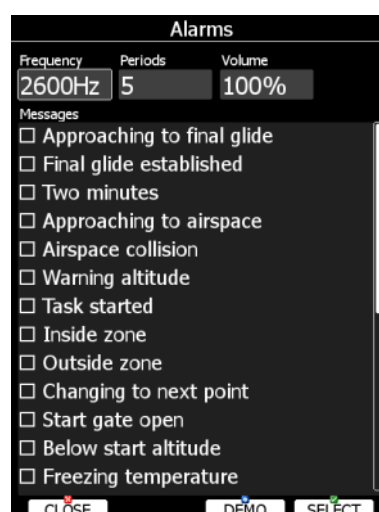 Alarms
Frequency Periods Volume
2600Hz 5 100%
Messages
Approaching to final glide
Final glide established
Two minutes
Approaching to airspace
Airspace collision
Warning altitude
Task started
Inside zone
Outside zone
Changing to next point
Start gate open
Below start altitude
Freezing temperature
CLOSE DEMO SELECT